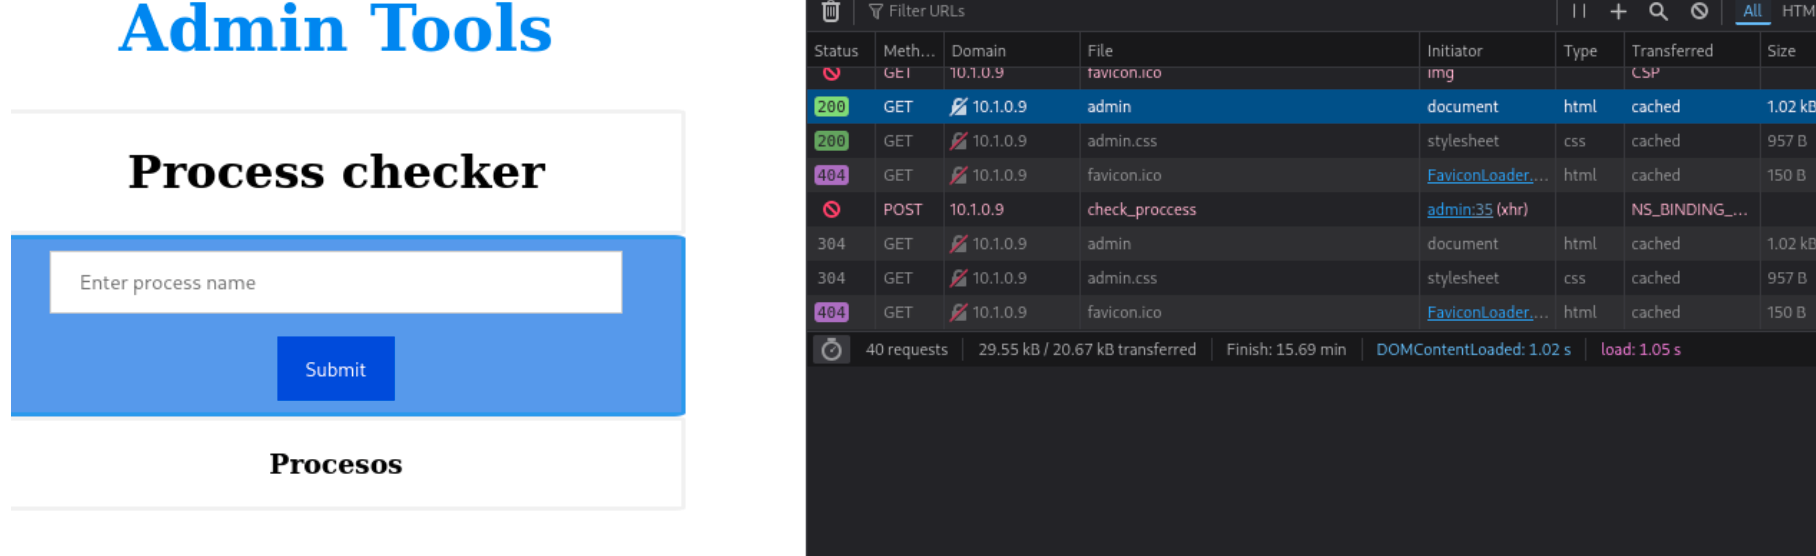 Admin Tools
Process checker
Enter process name
Submit
Procesos
Filter URLs
All HTM
Status Meth... Domain File Initiator Type Transferred Size
GET 10.1.0.9 favicon.ico img CSP
200 GET 10.1.0.9 admin document html cached 1.02 kB
200 GET 10.1.0.9 admin.css stylesheet css cached 957 B
404 GET 10.1.0.9 favicon.ico FaviconLoader.... html cached 150 B
POST 10.1.0.9 check_proccess admin:35 (xhr) NS_BINDING_...
304 GET 10.1.0.9 admin document html cached 1.02 kB
304 GET 10.1.0.9 admin.css stylesheet css cached 957 B
404 GET 10.1.0.9 favicon.ico FaviconLoader.... html cached 150 B
40 requests 29.55 kB / 20.67 kB transferred Finish: 15.69 min DOMContentLoaded: 1.02 s load: 1.05 s